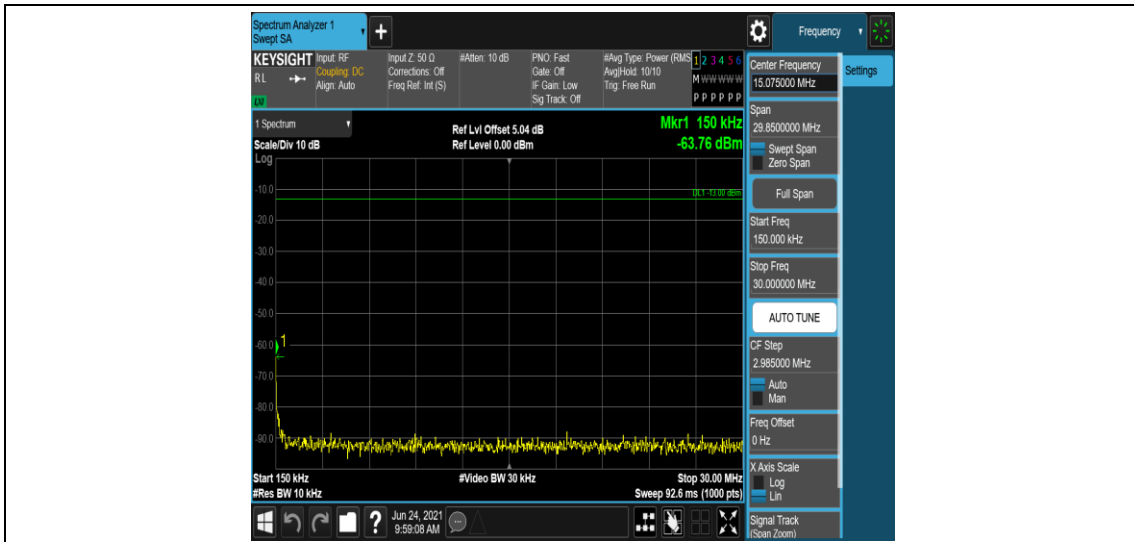 Spectrum Analyzer 1
Swept SA
+
Frequency
KEYSIGHT
RL
LXI
Input: RF
Coupling: DC
Align: Auto
Input Z: 50 Ω
Corrections: Off
Freq Ref: Int (S)
#Atten: 10 dB
PNO: Fast
Gate: Off
IF Gain: Low
Sig Track: Off
#Avg Type: Power (RMS
Avg|Hold: 10/10
Trig: Free Run
1 2 3 4 5 6
M W W W W W
P P P P P P
1 Spectrum
Scale/Div 10 dB
Log
Ref Lvl Offset 5.04 dB
Ref Level 0.00 dBm
Mkr1 150 kHz
-63.76 dBm
DL1 -13.00 dBm
-10.0
-20.0
-30.0
-40.0
-50.0
-60.0
1
-70.0
-80.0
-90.0
Start 150 kHz
#Res BW 10 kHz
#Video BW 30 kHz
Stop 30.00 MHz
Sweep 92.6 ms (1000 pts)
Center Frequency
15.075000 MHz
Settings
Span
29.8500000 MHz
Swept Span
Zero Span
Full Span
Start Freq
150.000 kHz
Stop Freq
30.000000 MHz
AUTO TUNE
CF Step
2.985000 MHz
Auto
Man
Freq Offset
0 Hz
X Axis Scale
Log
Lin
Signal Track
(Span Zoom)
?
Jun 24, 2021
9:59:08 AM